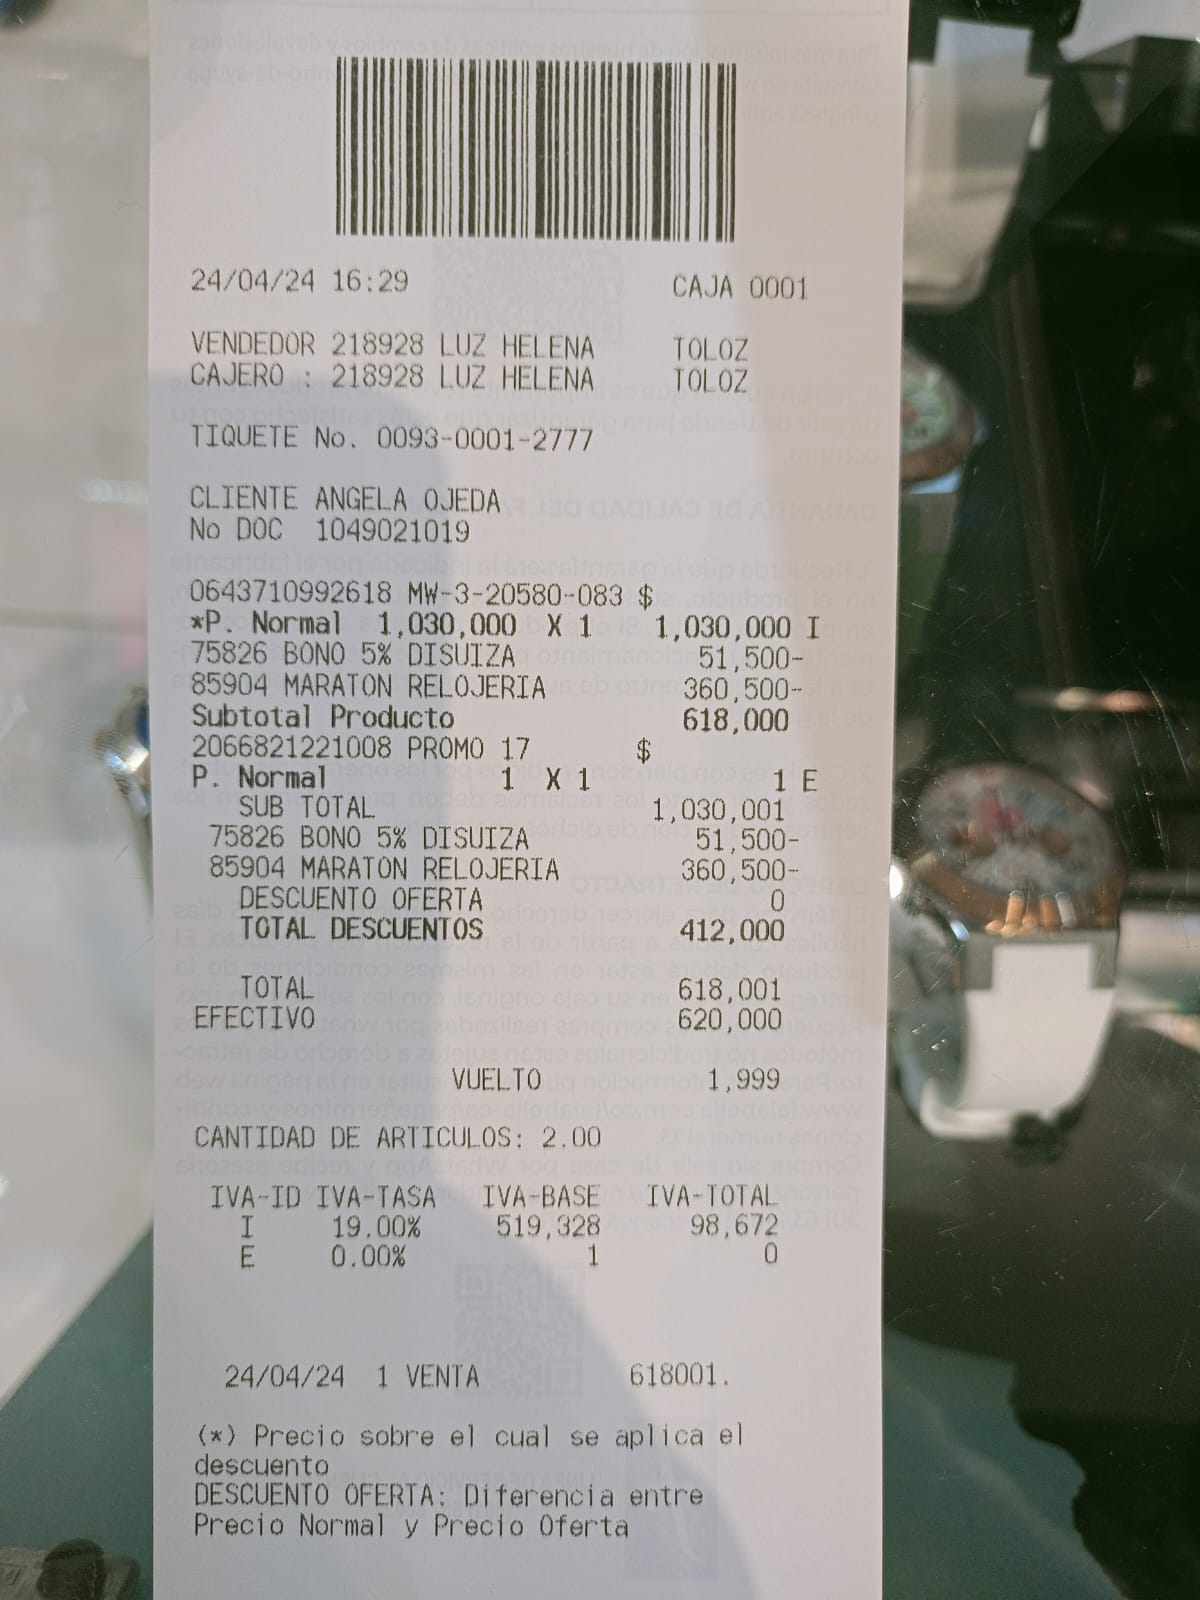 24/04/24 16:29 CAJA 0001
VENDEDOR 218928 LUZ HELENA TOLOZ
CAJERO : 218928 LUZ HELENA TOLOZ
TIQUETE No. 0093-0001-2777
CLIENTE ANGELA OJEDA
No DOC 1049021019
0643710992618 MW-3-20580-083 $
*P. Normal 1,030,000 X 1 1,030,000 I
75826 BONO 5% DISUIZA 51,500-
85904 MARATON RELOJERIA 360,500-
Subtotal Producto 618,000
2066821221008 PROMO 17 $
P. Normal 1 X 1 1 E
SUB TOTAL 1,030,001
75826 BONO 5% DISUIZA 51,500-
85904 MARATON RELOJERIA 360,500-
DESCUENTO OFERTA 0
TOTAL DESCUENTOS 412,000
TOTAL 618,001
EFECTIVO 620,000
VUELTO 1,999
CANTIDAD DE ARTICULOS: 2.00
IVA-ID IVA-TASA IVA-BASE IVA-TOTAL
I 19.00% 519,328 98,672
E 0.00% 1 0
24/04/24 1 VENTA 618001.
(*) Precio sobre el cual se aplica el
descuento
DESCUENTO OFERTA: Diferencia entre
Precio Normal y Precio Oferta